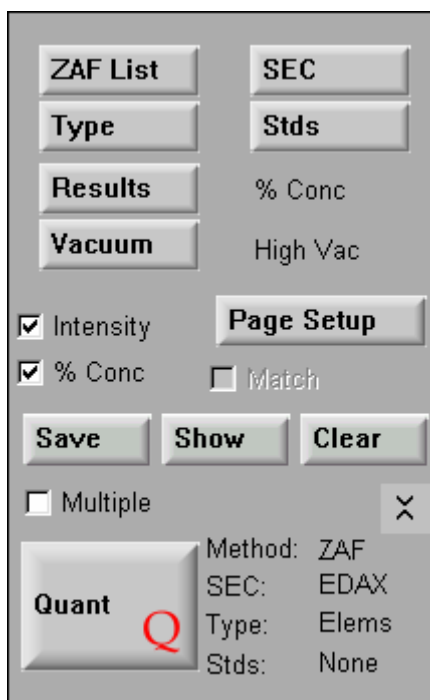 ZAF List SEC
Type Stds
Results % Conc
Vacuum High Vac
Intensity Page Setup
% Conc Match
Save Show Clear
Multiple
Method: ZAF
SEC: EDAX
Quant Q Type: Elems
Stds: None